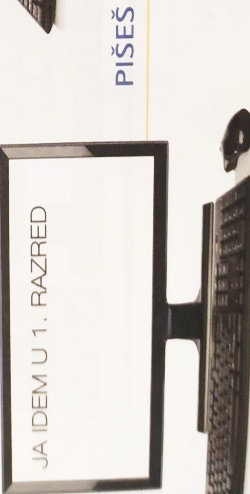 PIŠEŠ
JA IDEM U 1. RAZRED